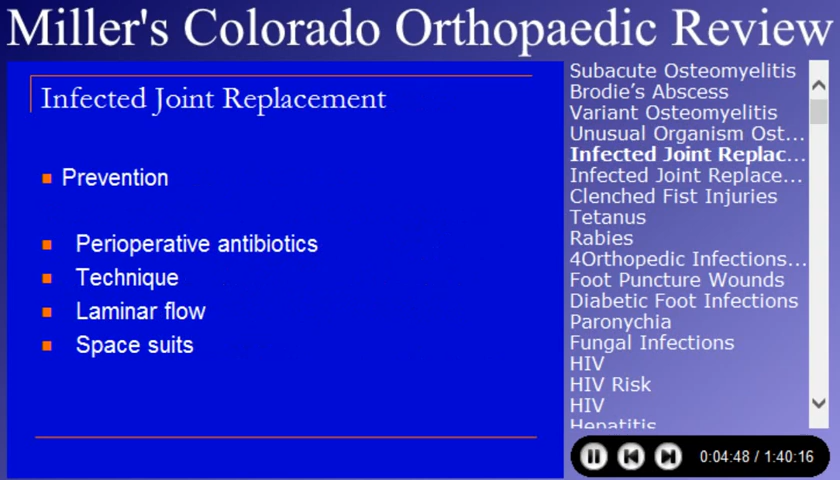 Miller's Colorado Orthopaedic Review
Infected Joint Replacement
Prevention
Perioperative antibiotics
Technique
Laminar flow
Space suits
Subacute Osteomyelitis
Brodie's Abscess
Variant Osteomyelitis
Unusual Organism Ost...
Infected Joint Replac...
Infected Joint Replace...
Clenched Fist Injuries
Tetanus
Rabies
4Orthopedic Infections...
Foot Puncture Wounds
Diabetic Foot Infections
Paronychia
Fungal Infections
HIV
HIV Risk
HIV
Hepatitis
0:04:48 / 1:40:16